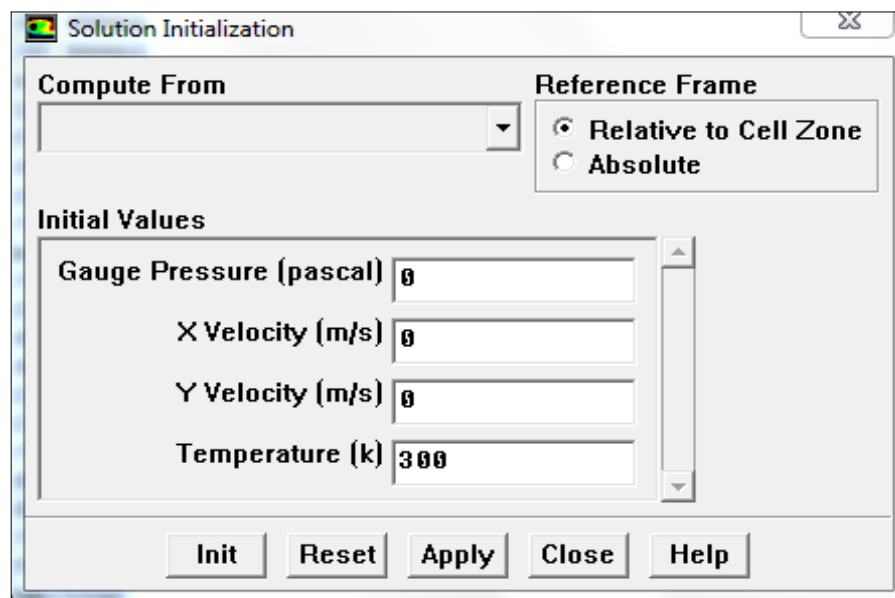 Solution Initialization
Compute From
Reference Frame
Relative to Cell Zone
Absolute
Initial Values
Gauge Pressure (pascal) 0
X Velocity (m/s) 0
Y Velocity (m/s) 0
Temperature (k) 300
Init Reset Apply Close Help